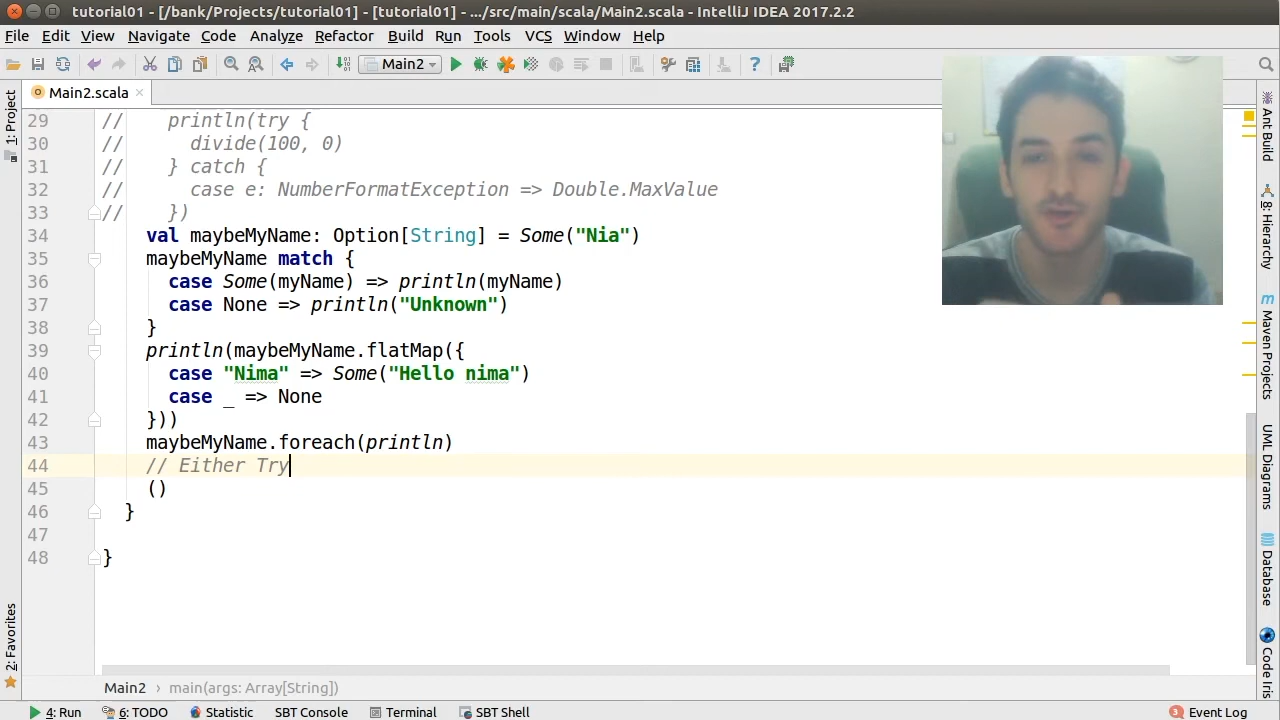 tutorial01 - [/bank/Projects/tutorial01] - [tutorial01] - .../src/main/scala/Main2.scala - IntelliJ IDEA 2017.2.2
File Edit View Navigate Code Analyze Refactor Build Run Tools VCS Window Help
Main2
Main2.scala
1: Project
2: Favorites
29 //    println(try {
30 //      divide(100, 0)
31 //    } catch {
32 //      case e: NumberFormatException => Double.MaxValue
33 //    })
34     val maybeMyName: Option[String] = Some("Nia")
35     maybeMyName match {
36       case Some(myName) => println(myName)
37       case None => println("Unknown")
38     }
39     println(maybeMyName.flatMap({
40       case "Nima" => Some("Hello nima")
41       case _ => None
42     }))
43     maybeMyName.foreach(println)
44     // Either Try
45     ()
46   }
47
48 }
Ant Build
8: Hierarchy
m Maven Projects
UML Diagrams
Database
Code Iris
Main2 › main(args: Array[String])
4: Run 6: TODO Statistic SBT Console Terminal SBT Shell 3 Event Log